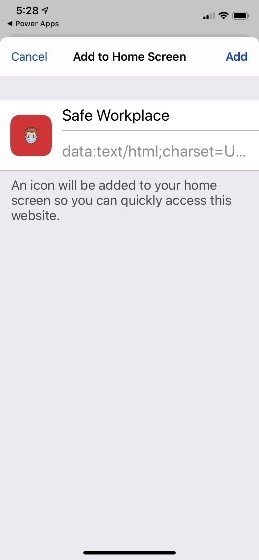 5:28
◀ Power Apps
Cancel Add to Home Screen Add
Safe Workplace
data:text/html;charset=U...
An icon will be added to your home
screen so you can quickly access this
website.